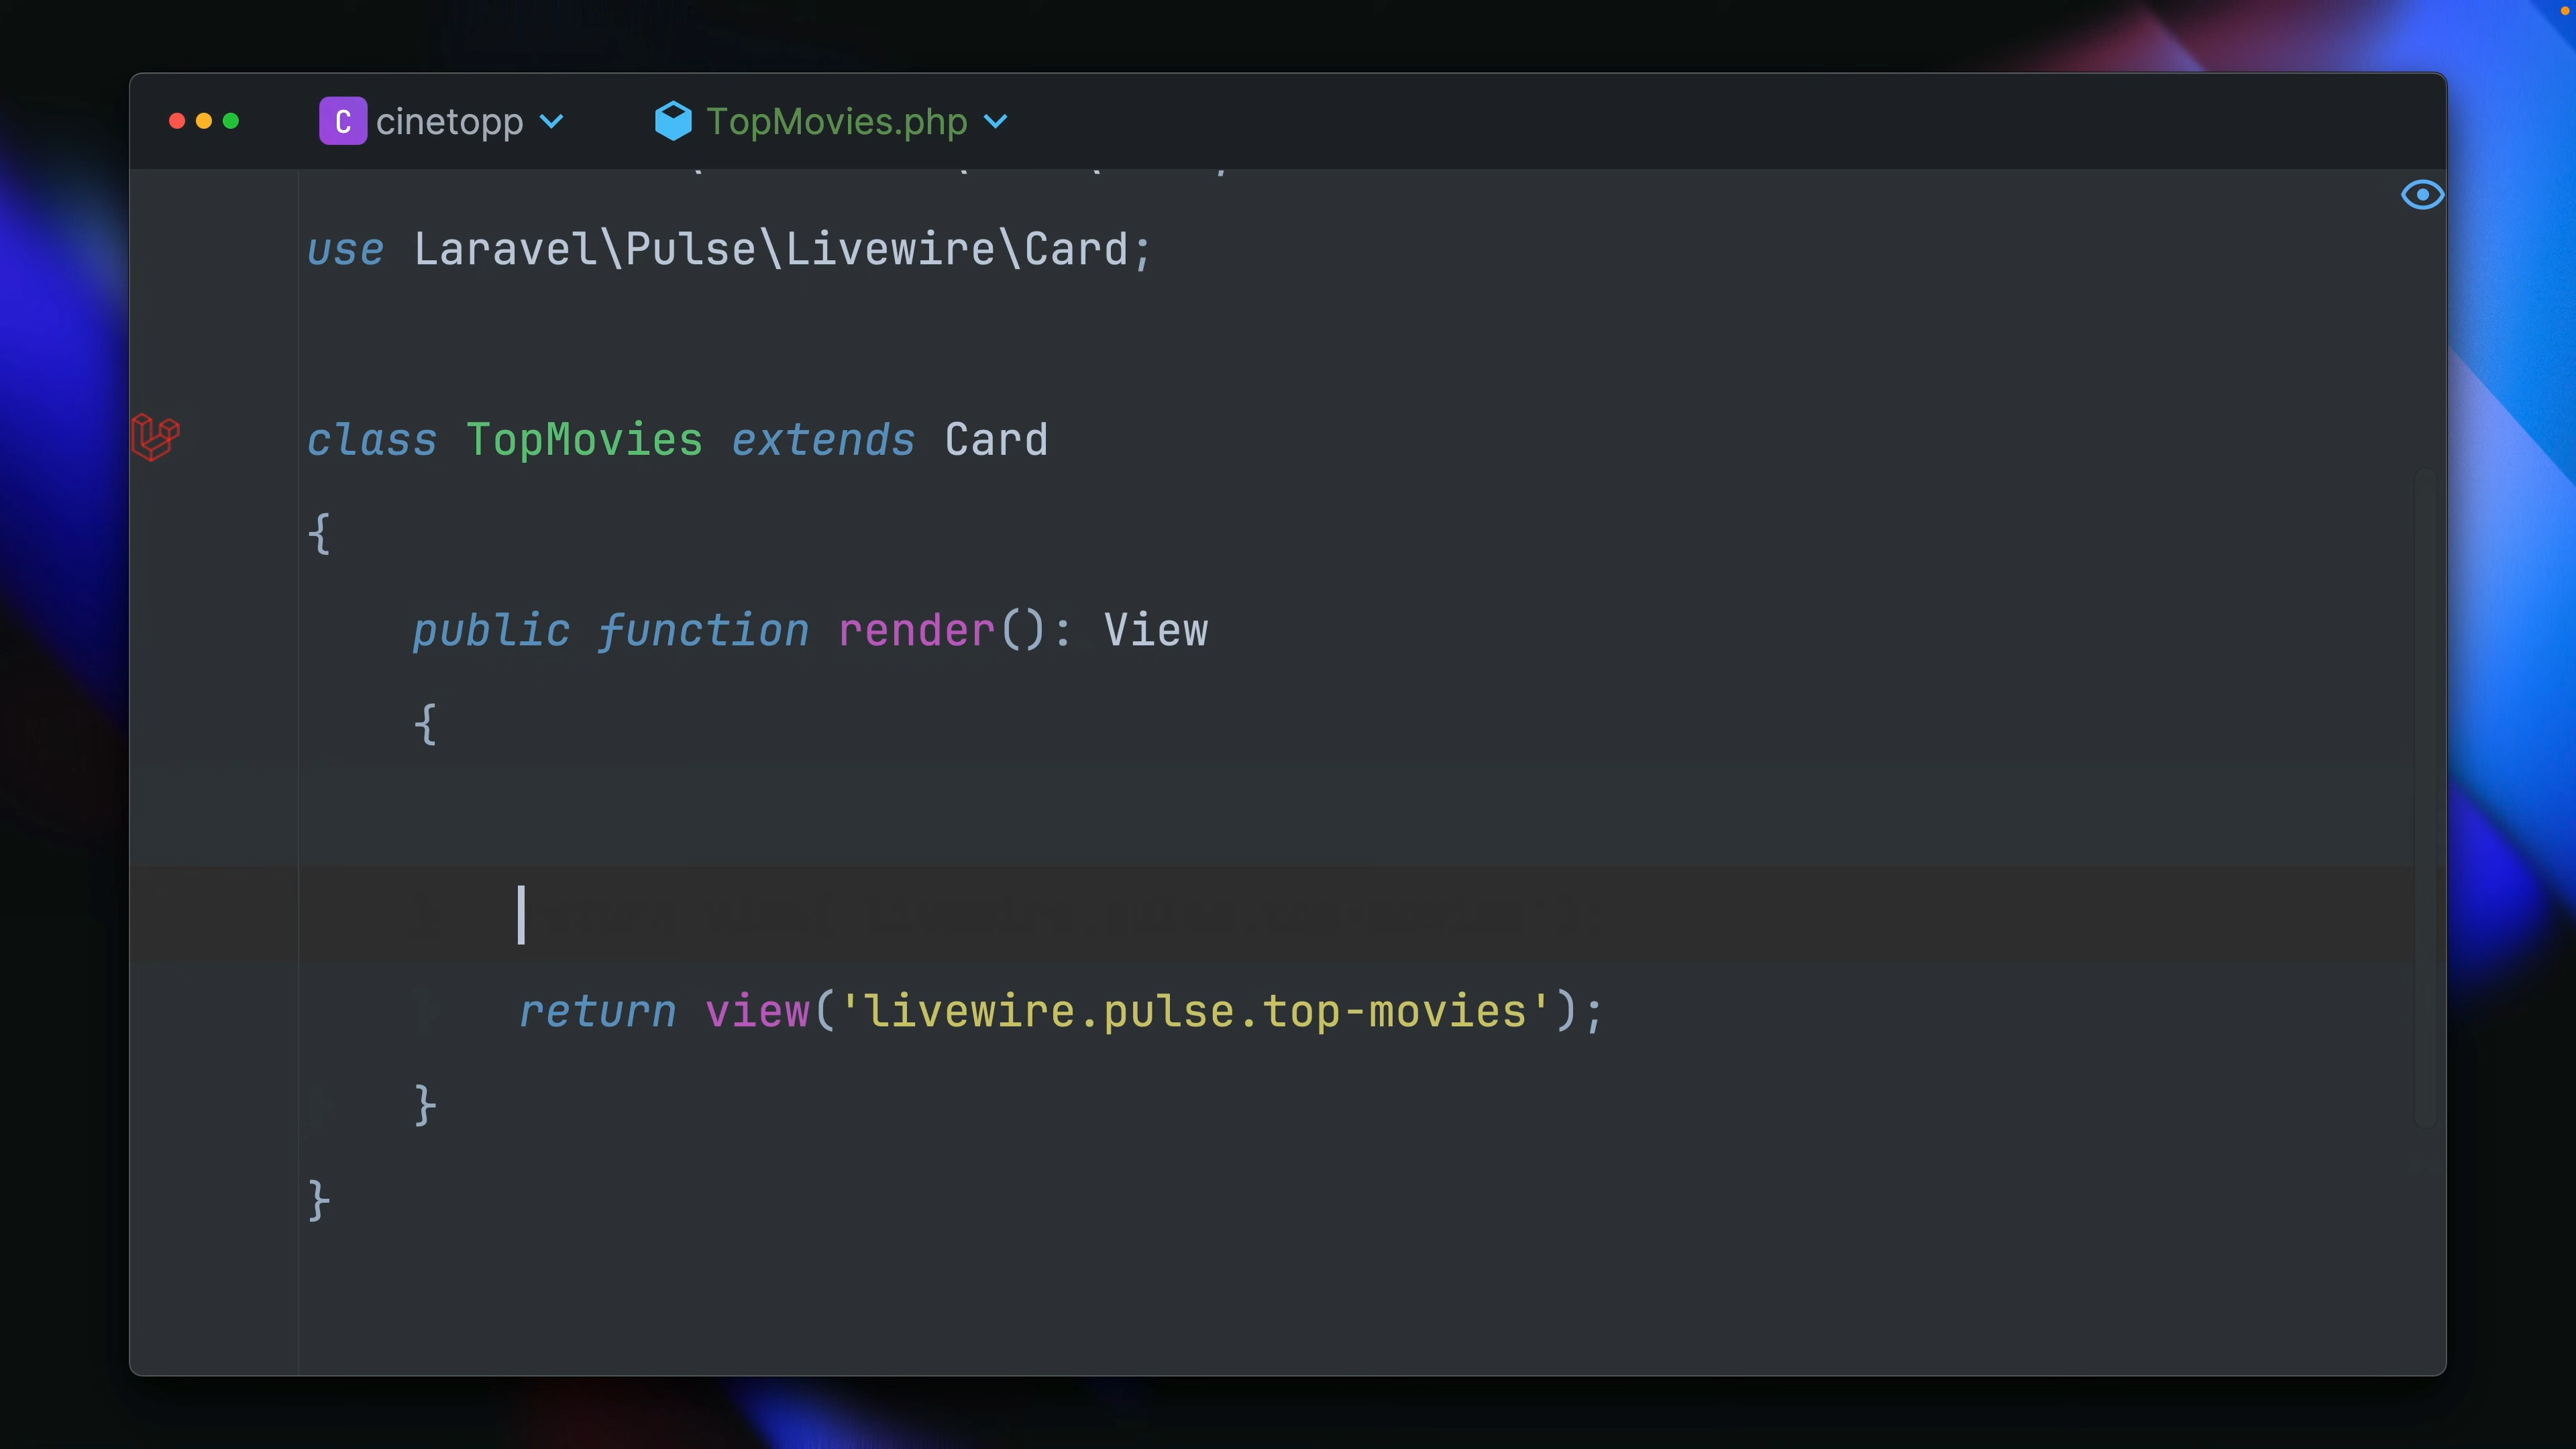 C cinetopp TopMovies.php
use Laravel\Pulse\Livewire\Card;
class TopMovies extends Card
{
public function render(): View
{
return view('livewire.pulse.top-movies');
}
}